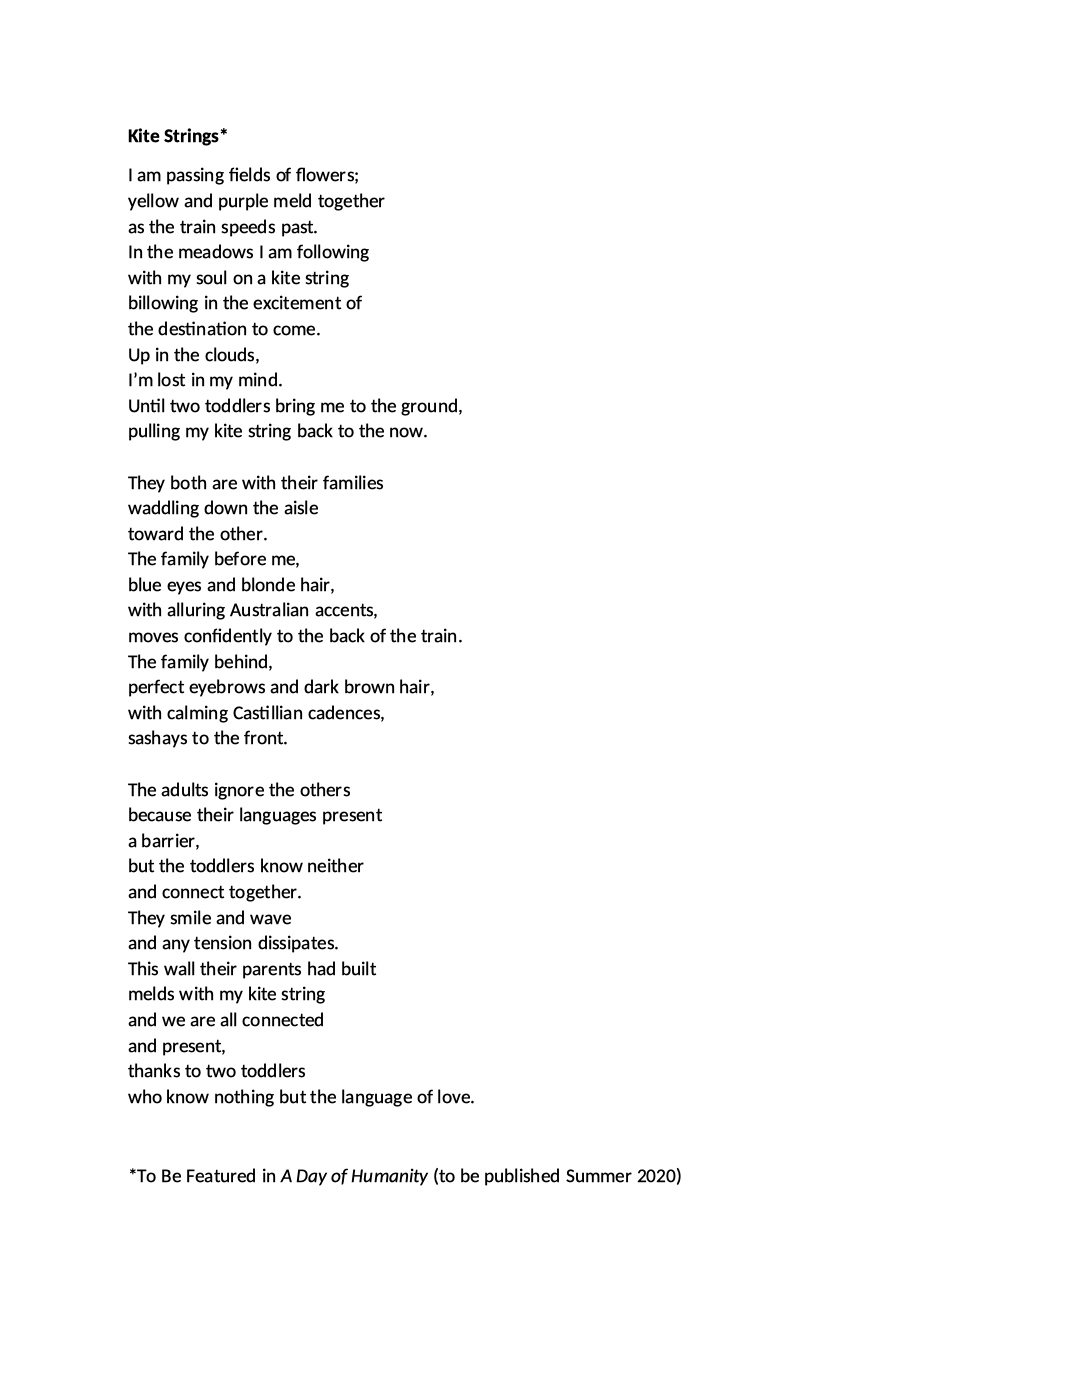 Kite Strings*
I am passing fields of flowers;
yellow and purple meld together
as the train speeds past.
In the meadows I am following
with my soul on a kite string
billowing in the excitement of
the destination to come.
Up in the clouds,
I’m lost in my mind.
Until two toddlers bring me to the ground,
pulling my kite string back to the now.
They both are with their families
waddling down the aisle
toward the other.
The family before me,
blue eyes and blonde hair,
with alluring Australian accents,
moves confidently to the back of the train.
The family behind,
perfect eyebrows and dark brown hair,
with calming Castillian cadences,
sashays to the front.
The adults ignore the others
because their languages present
a barrier,
but the toddlers know neither
and connect together.
They smile and wave
and any tension dissipates.
This wall their parents had built
melds with my kite string
and we are all connected
and present,
thanks to two toddlers
who know nothing but the language of love.
*To Be Featured in A Day of Humanity (to be published Summer 2020)